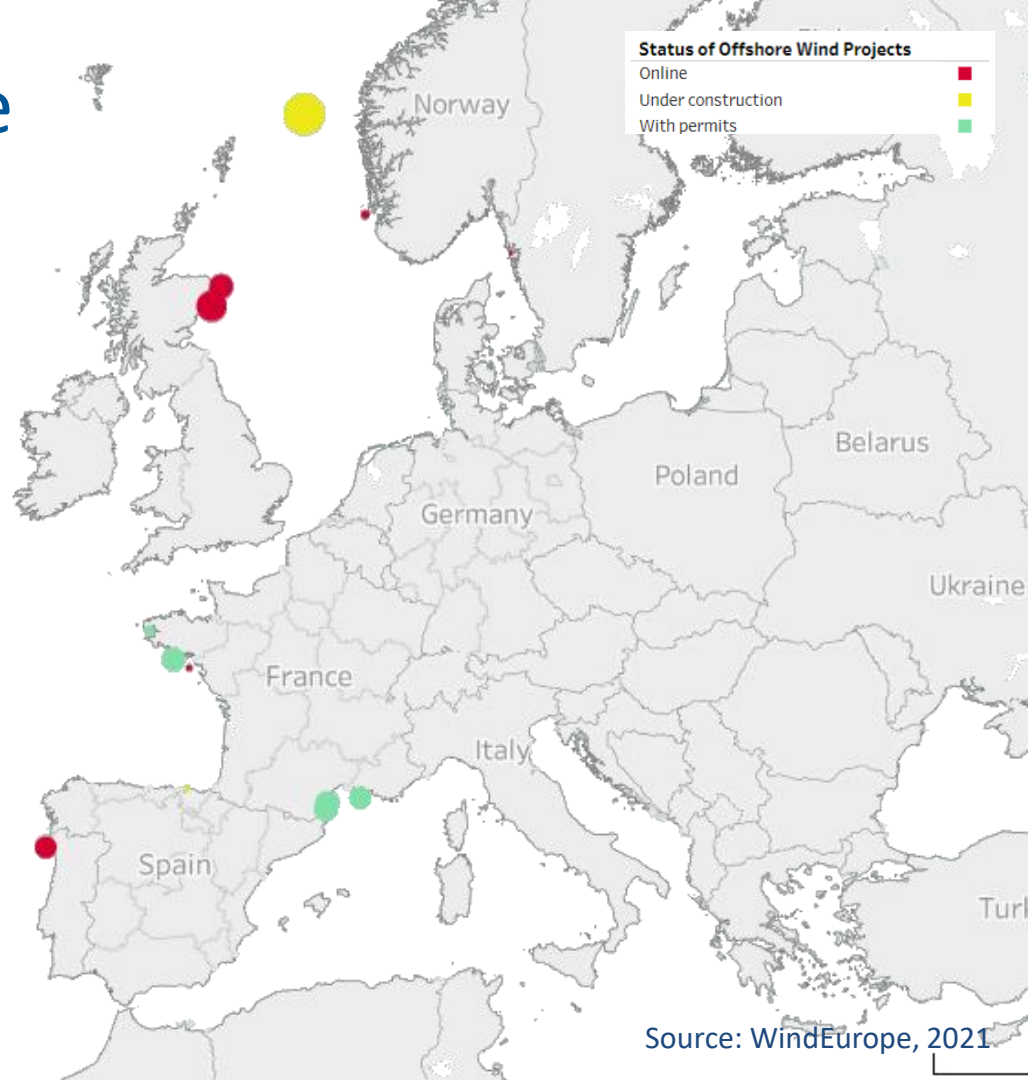 e
Status of Offshore Wind Projects
Online
Under construction
With permits
Norway
Belarus
Poland
Germany
Ukraine
France
Italy
Spain
Turk
Source: WindEurope, 2021